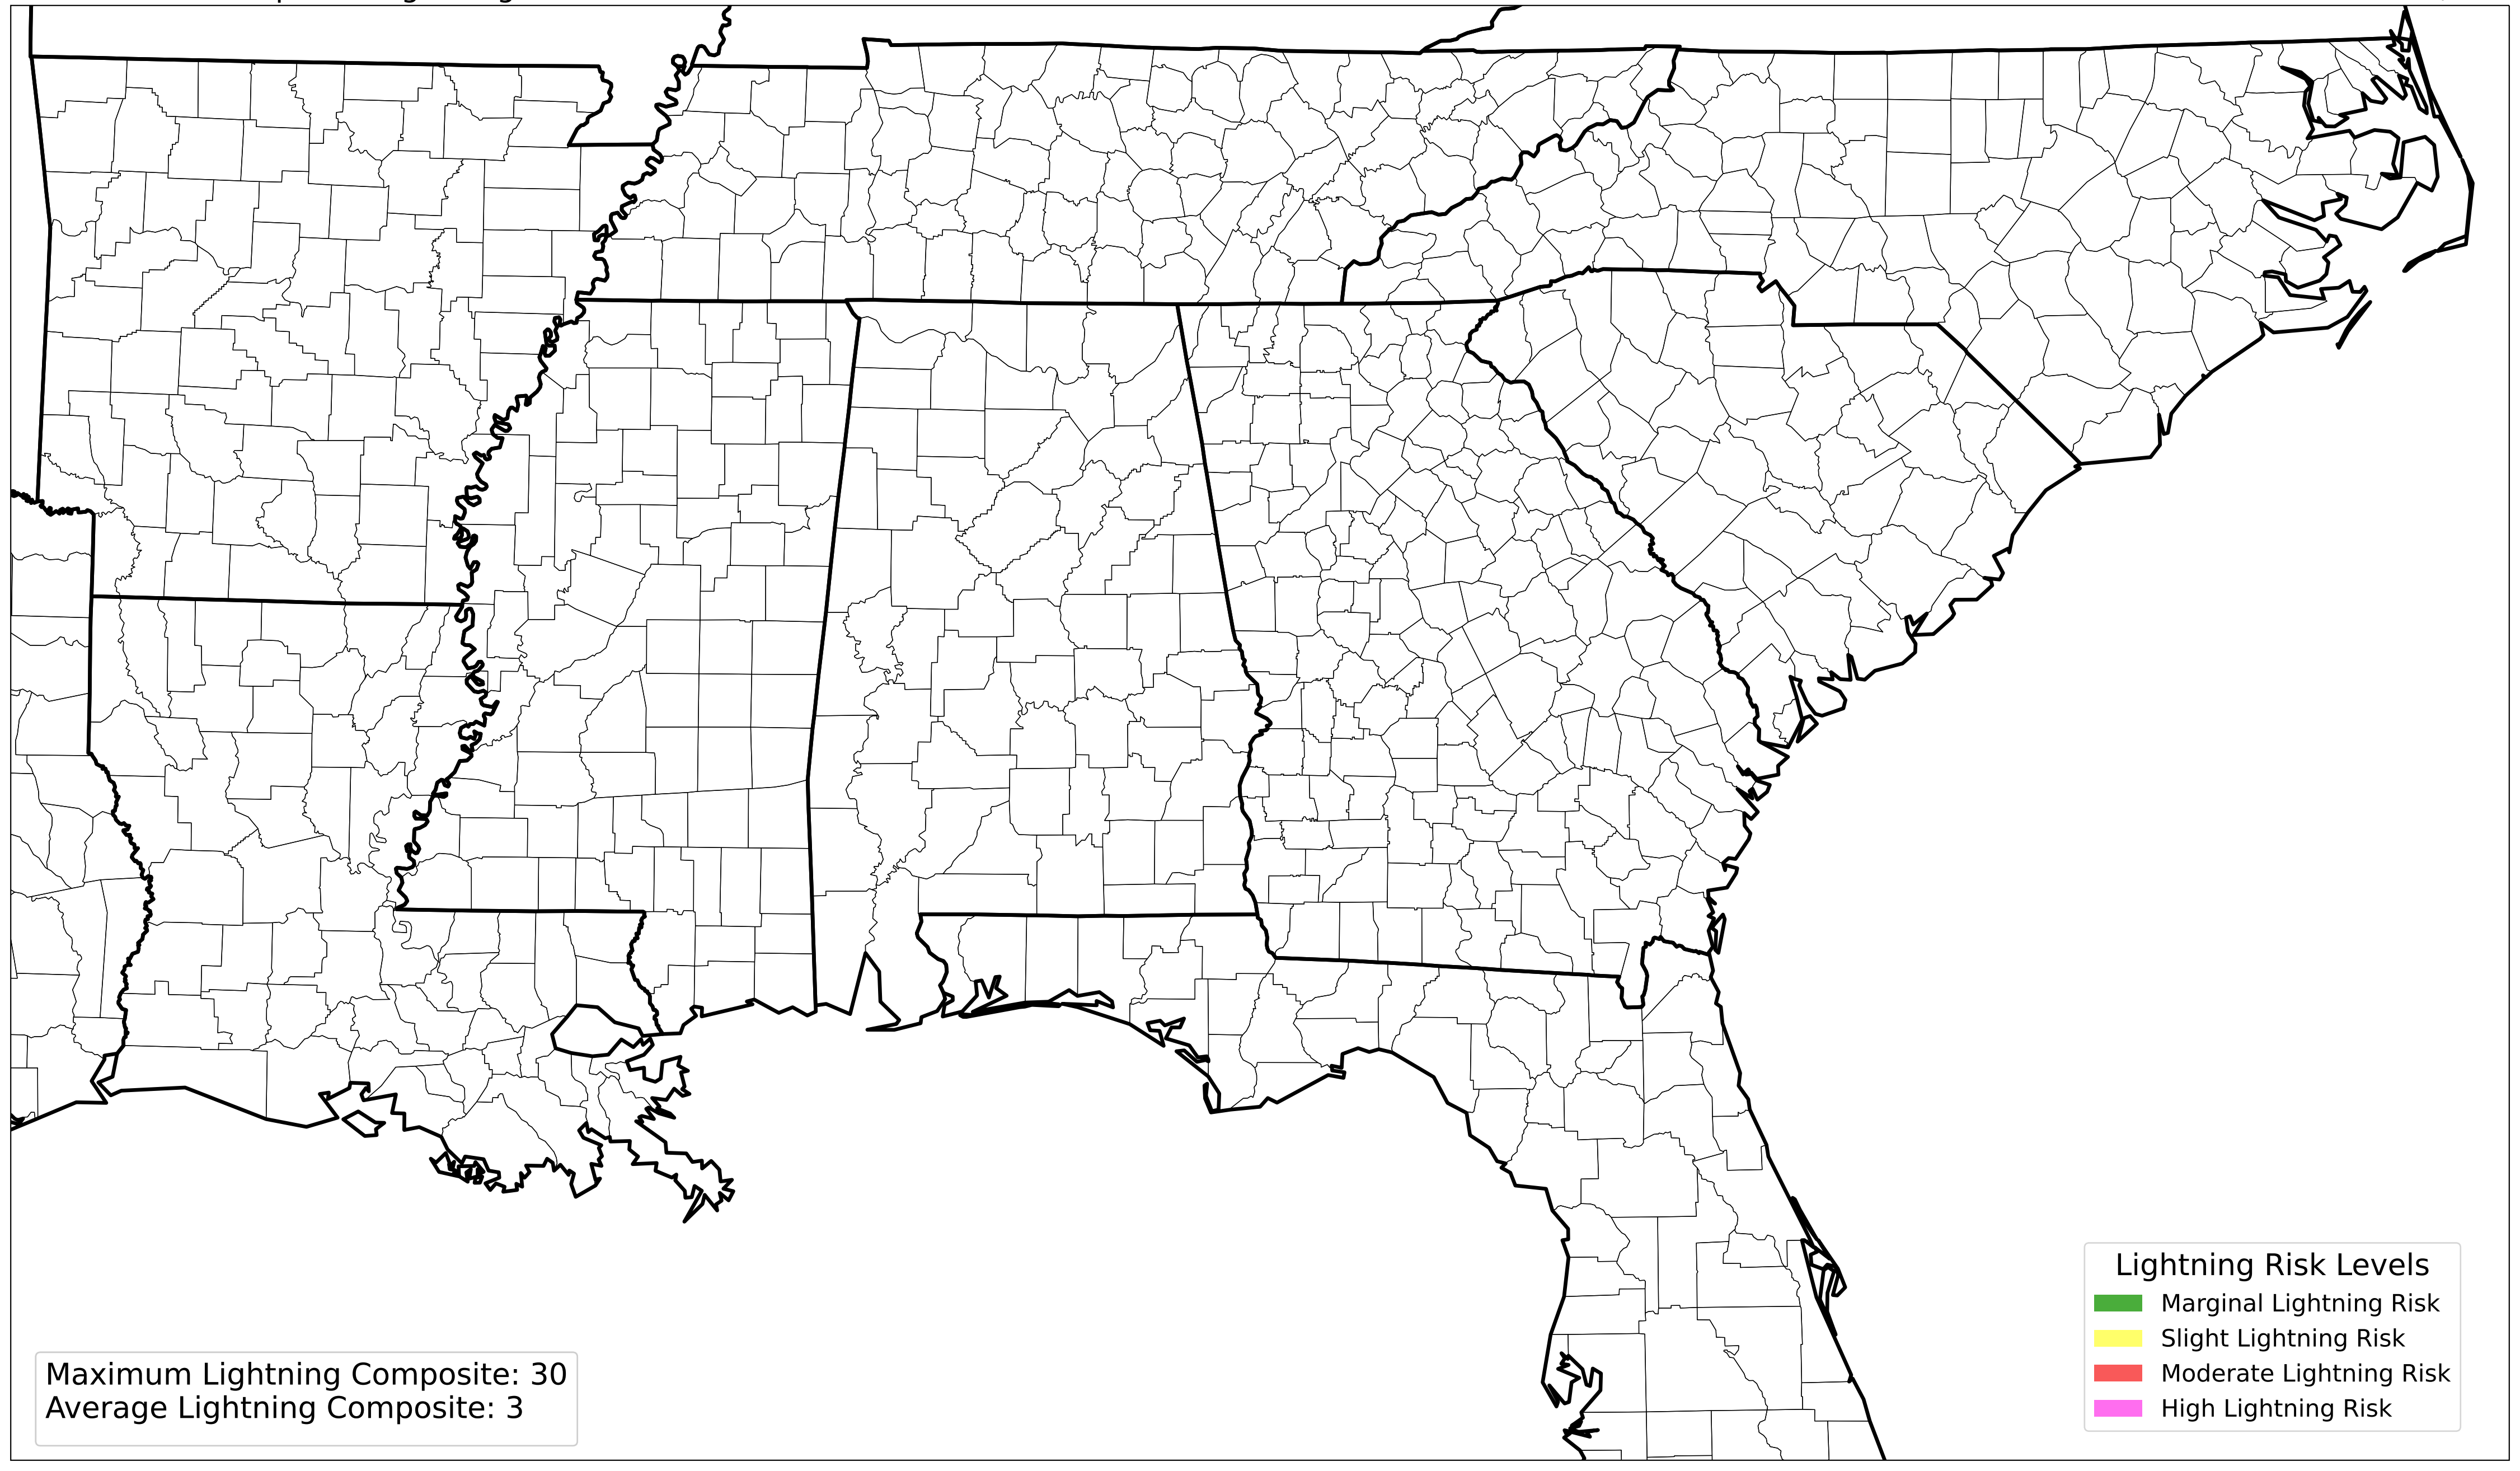 Lightning Risk Levels
Marginal Lightning Risk
Slight Lightning Risk
Moderate Lightning Risk
High Lightning Risk
Maximum Lightning Composite: 30
Average Lightning Composite: 3